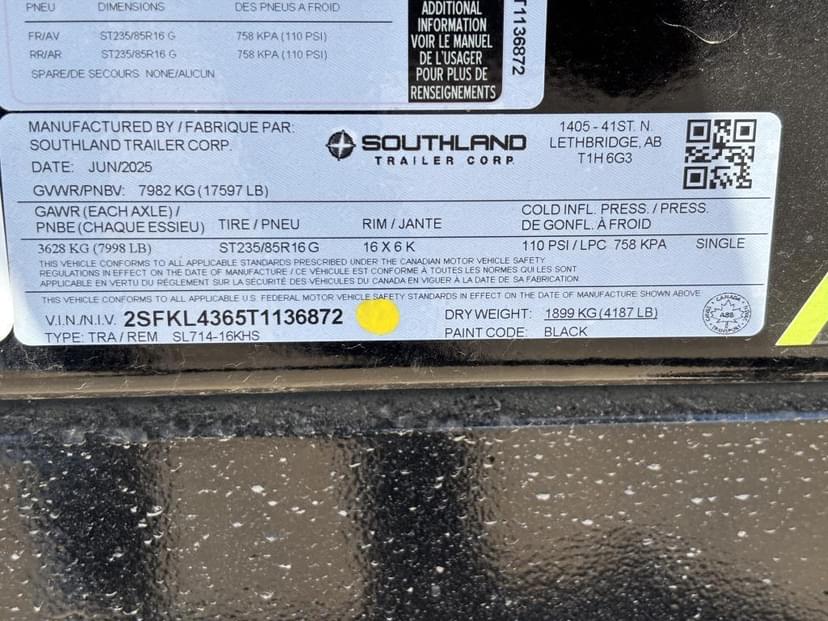 PNEU DIMENSIONS DES PNEUS A FROID
FR/AV ST235/85R16 G 758 KPA (110 PSI)
RR/AR ST235/85R16 G 758 KPA (110 PSI)
SPARE/DE SECOURS NONE/AUCUN
ADDITIONAL
INFORMATION
VOIR LE MANUEL
DE L'USAGER
POUR PLUS DE
RENSEIGNEMENTS
T1136872
MANUFACTURED BY / FABRIQUE PAR:
SOUTHLAND TRAILER CORP.
DATE: JUN/2025
SOUTHLAND
TRAILER CORP.
1405 - 41ST. N.
LETHBRIDGE, AB
T1H 6G3
GVWR/PNBV: 7982 KG (17597 LB)
GAWR (EACH AXLE) /
PNBE (CHAQUE ESSIEU) TIRE / PNEU RIM / JANTE
COLD INFL. PRESS. / PRESS.
DE GONFL. À FROID
3628 KG (7998 LB) ST235/85R16 G 16 X 6 K 110 PSI / LPC 758 KPA SINGLE
THIS VEHICLE CONFORMS TO ALL APPLICABLE STANDARDS PRESCRIBED UNDER THE CANADIAN MOTOR VEHICLE SAFETY
REGULATIONS IN EFFECT ON THE DATE OF MANUFACTURE / CE VÉHICULE EST CONFORME À TOUTES LES NORMES QUI LES SONT
APPLICABLE EN VERTU DU RÈGLEMENT SUR LA SÉCURITÉ DES VÉHICULES DU CANADA EN VIGUER À LA DATE DE SA FABRICATION
THIS VEHICLE CONFORMS TO ALL APPLICABLE U.S. FEDERAL MOTOR VEHICLE STANDARDS IN EFFECT ON THE DATE OF MANUFACTURE SHOWN ABOVE
V.I.N./N.I.V. 2SFKL4365T1136872 DRY WEIGHT: 1899 KG (4187 LB)
TYPE: TRA / REM SL714-16KHS PAINT CODE: BLACK
CANADA
ABS
TRANSPORT